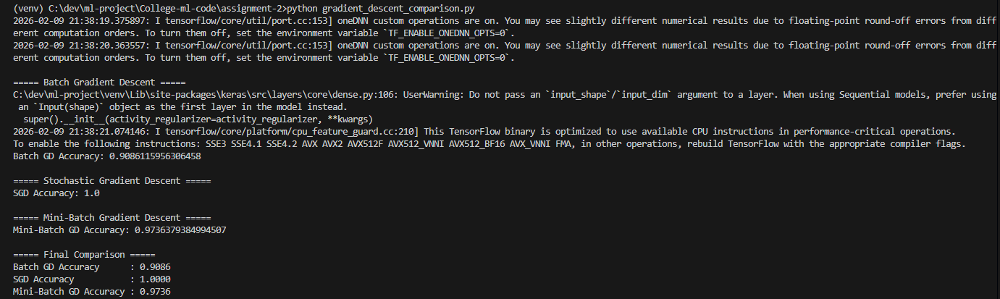 (venv) C:\dev\ml-project\College-ml-code\assignment-2>python gradient_descent_comparison.py
2026-02-09 21:38:19.375897: I tensorflow/core/util/port.cc:153] oneDNN custom operations are on. You may see slightly different numerical results due to floating-point round-off errors from diff
erent computation orders. To turn them off, set the environment variable `TF_ENABLE_ONEDNN_OPTS=0`.
2026-02-09 21:38:20.363557: I tensorflow/core/util/port.cc:153] oneDNN custom operations are on. You may see slightly different numerical results due to floating-point round-off errors from diff
erent computation orders. To turn them off, set the environment variable `TF_ENABLE_ONEDNN_OPTS=0`.

===== Batch Gradient Descent =====
C:\dev\ml-project\venv\Lib\site-packages\keras\src\layers\core\dense.py:106: UserWarning: Do not pass an `input_shape`/`input_dim` argument to a layer. When using Sequential models, prefer using
 an `Input(shape)` object as the first layer in the model instead.
  super().__init__(activity_regularizer=activity_regularizer, **kwargs)
2026-02-09 21:38:21.074146: I tensorflow/core/platform/cpu_feature_guard.cc:210] This TensorFlow binary is optimized to use available CPU instructions in performance-critical operations.
To enable the following instructions: SSE3 SSE4.1 SSE4.2 AVX AVX2 AVX512F AVX512_VNNI AVX512_BF16 AVX_VNNI FMA, in other operations, rebuild TensorFlow with the appropriate compiler flags.
Batch GD Accuracy: 0.9086115956306458

===== Stochastic Gradient Descent =====
SGD Accuracy: 1.0

===== Mini-Batch Gradient Descent =====
Mini-Batch GD Accuracy: 0.9736379384994507

===== Final Comparison =====
Batch GD Accuracy      : 0.9086
SGD Accuracy           : 1.0000
Mini-Batch GD Accuracy : 0.9736